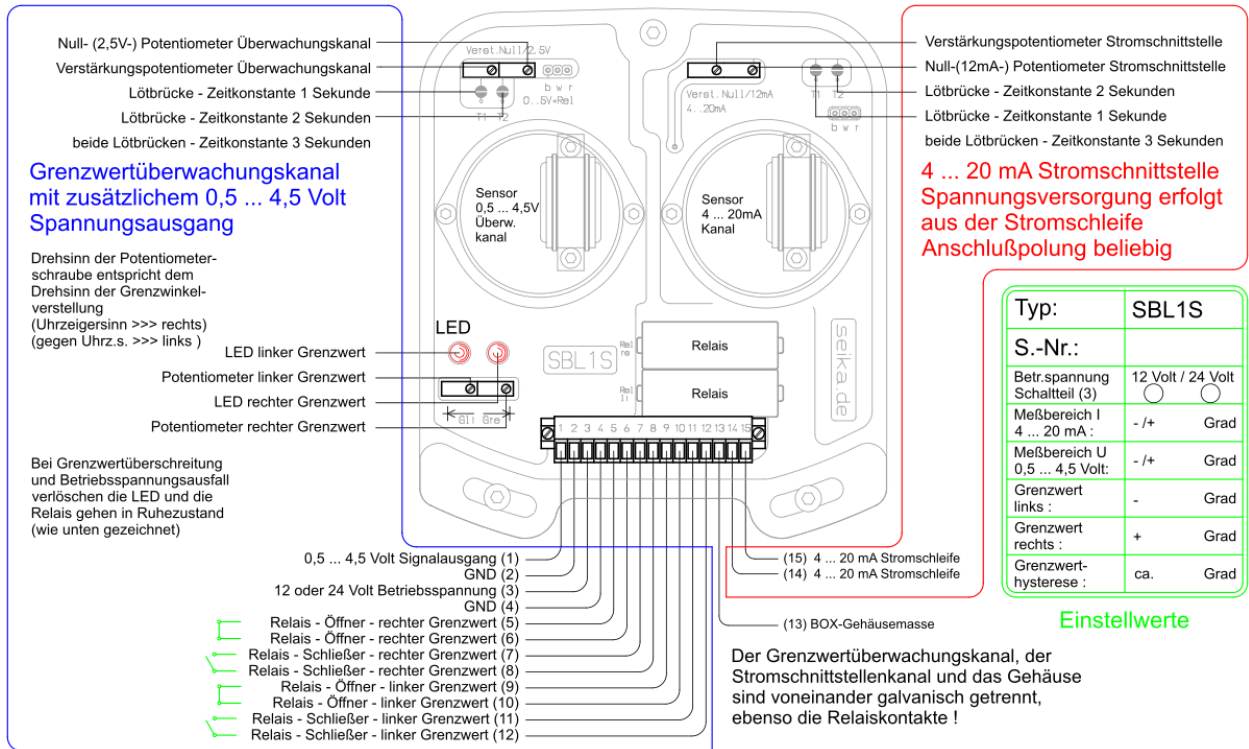 Null- (2,5V-) Potentiometer Überwachungskanal
Verstärkungspotentiometer Überwachungskanal
Lötbrücke - Zeitkonstante 1 Sekunde
Lötbrücke - Zeitkonstante 2 Sekunden
beide Lötbrücken - Zeitkonstante 3 Sekunden
Grenzwertüberwachungskanal
mit zusätzlichem 0,5 ... 4,5 Volt
Spannungsausgang
Drehsinn der Potentiometer-
schraube entspricht dem
Drehsinn der Grenzwinkel-
verstellung
(Uhrzeigersinn >>> rechts)
(gegen Uhrz.s. >>> links )
LED
LED linker Grenzwert
Potentiometer linker Grenzwert
LED rechter Grenzwert
Potentiometer rechter Grenzwert
Bei Grenzwertüberschreitung
und Betriebsspannungsausfall
verlöschen die LED und die
Relais gehen in Ruhezustand
(wie unten gezeichnet)
Verst.Null/2.5V
b w r
0..5V+Rel
T1 T2
Sensor
0,5 ... 4,5V
Überw.
kanal
Verst. Null/12mA
4..20mA
T1 T2
b w r
Sensor
4 ... 20mA
Kanal
SBL1S
Rel
re
Relais
Rel
li
Relais
seika.de
Gli Gre
1 2 3 4 5 6 7 8 9 10 11 12 13 14 15
Verstärkungspotentiometer Stromschnittstelle
Null-(12mA-) Potentiometer Stromschnittstelle
Lötbrücke - Zeitkonstante 2 Sekunden
Lötbrücke - Zeitkonstante 1 Sekunde
beide Lötbrücken - Zeitkonstante 3 Sekunden
4 ... 20 mA Stromschnittstelle
Spannungsversorgung erfolgt
aus der Stromschleife
Anschlußpolung beliebig
Typ: SBL1S
S.-Nr.:
Betr.spannung 12 Volt / 24 Volt
Schaltteil (3)
Meßbereich I
4 ... 20 mA : - /+ Grad
Meßbereich U
0,5 ... 4,5 Volt: - /+ Grad
Grenzwert
links : - Grad
Grenzwert
rechts : + Grad
Grenzwert-
hysterese : ca. Grad
Einstellwerte
0,5 ... 4,5 Volt Signalausgang (1)
GND (2)
12 oder 24 Volt Betriebsspannung (3)
GND (4)
Relais - Öffner - rechter Grenzwert (5)
Relais - Öffner - rechter Grenzwert (6)
Relais - Schließer - rechter Grenzwert (7)
Relais - Schließer - rechter Grenzwert (8)
Relais - Öffner - linker Grenzwert (9)
Relais - Öffner - linker Grenzwert (10)
Relais - Schließer - linker Grenzwert (11)
Relais - Schließer - linker Grenzwert (12)
(15) 4 ... 20 mA Stromschleife
(14) 4 ... 20 mA Stromschleife
(13) BOX-Gehäusemasse
Der Grenzwertüberwachungskanal, der
Stromschnittstellenkanal und das Gehäuse
sind voneinander galvanisch getrennt,
ebenso die Relaiskontakte !